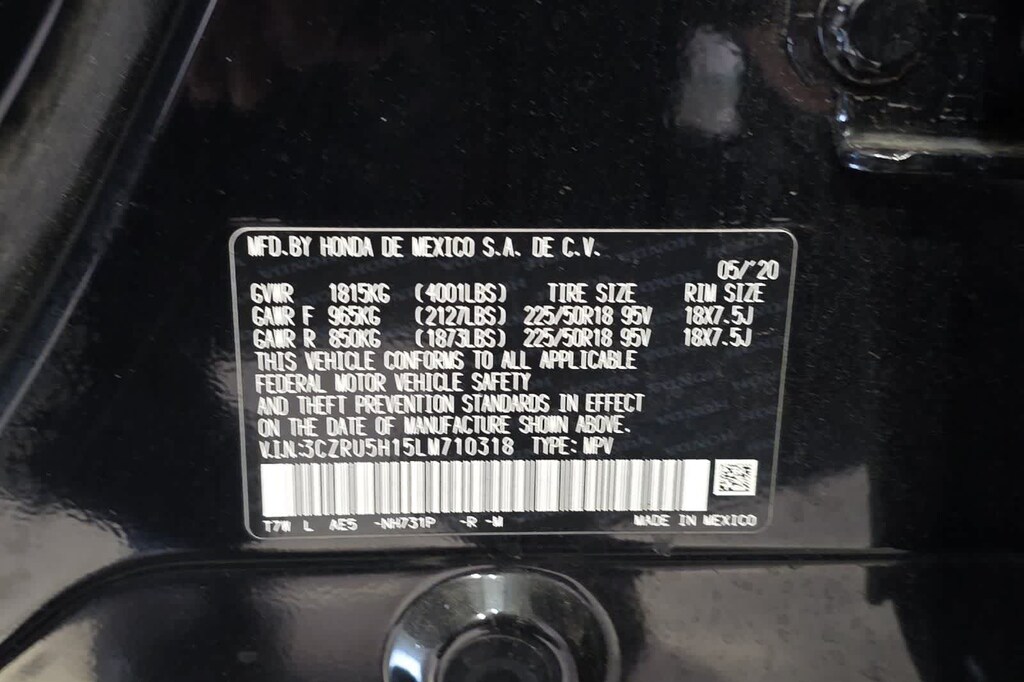 MFD.BY HONDA DE MEXICO S.A. DE C.V.
05/'20
GVWR 1815KG (4001LBS) TIRE SIZE RIM SIZE
GAWR F 965KG (2127LBS) 225/50R18 95V 18X7.5J
GAWR R 850KG (1873LBS) 225/50R18 95V 18X7.5J
THIS VEHICLE CONFORMS TO ALL APPLICABLE
FEDERAL MOTOR VEHICLE SAFETY
AND THEFT PREVENTION STANDARDS IN EFFECT
ON THE DATE OF MANUFACTURE SHOWN ABOVE.
V.I.N:3CZRU5H15LM710318 TYPE: MPV
T7W L AE5 -NH731P -R -M MADE IN MEXICO